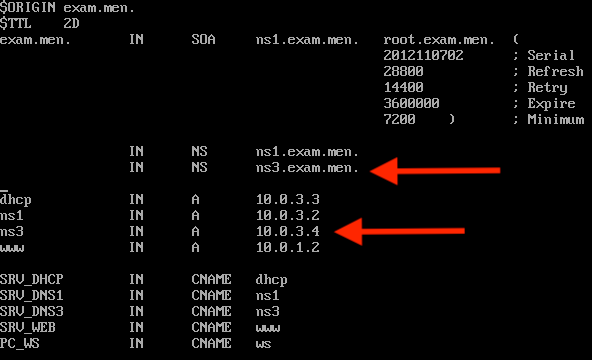 $ORIGIN exam.men.
$TTL 2D
exam.men. IN SOA ns1.exam.men. root.exam.men. (
2012110702 ; Serial
28800 ; Refresh
14400 ; Retry
3600000 ; Expire
7200 ) ; Minimum
IN NS ns1.exam.men.
IN NS ns3.exam.men.
dhcp IN A 10.0.3.3
ns1 IN A 10.0.3.2
ns3 IN A 10.0.3.4
www IN A 10.0.1.2
SRV_DHCP IN CNAME dhcp
SRV_DNS1 IN CNAME ns1
SRV_DNS3 IN CNAME ns3
SRV_WEB IN CNAME www
PC_WS IN CNAME ws